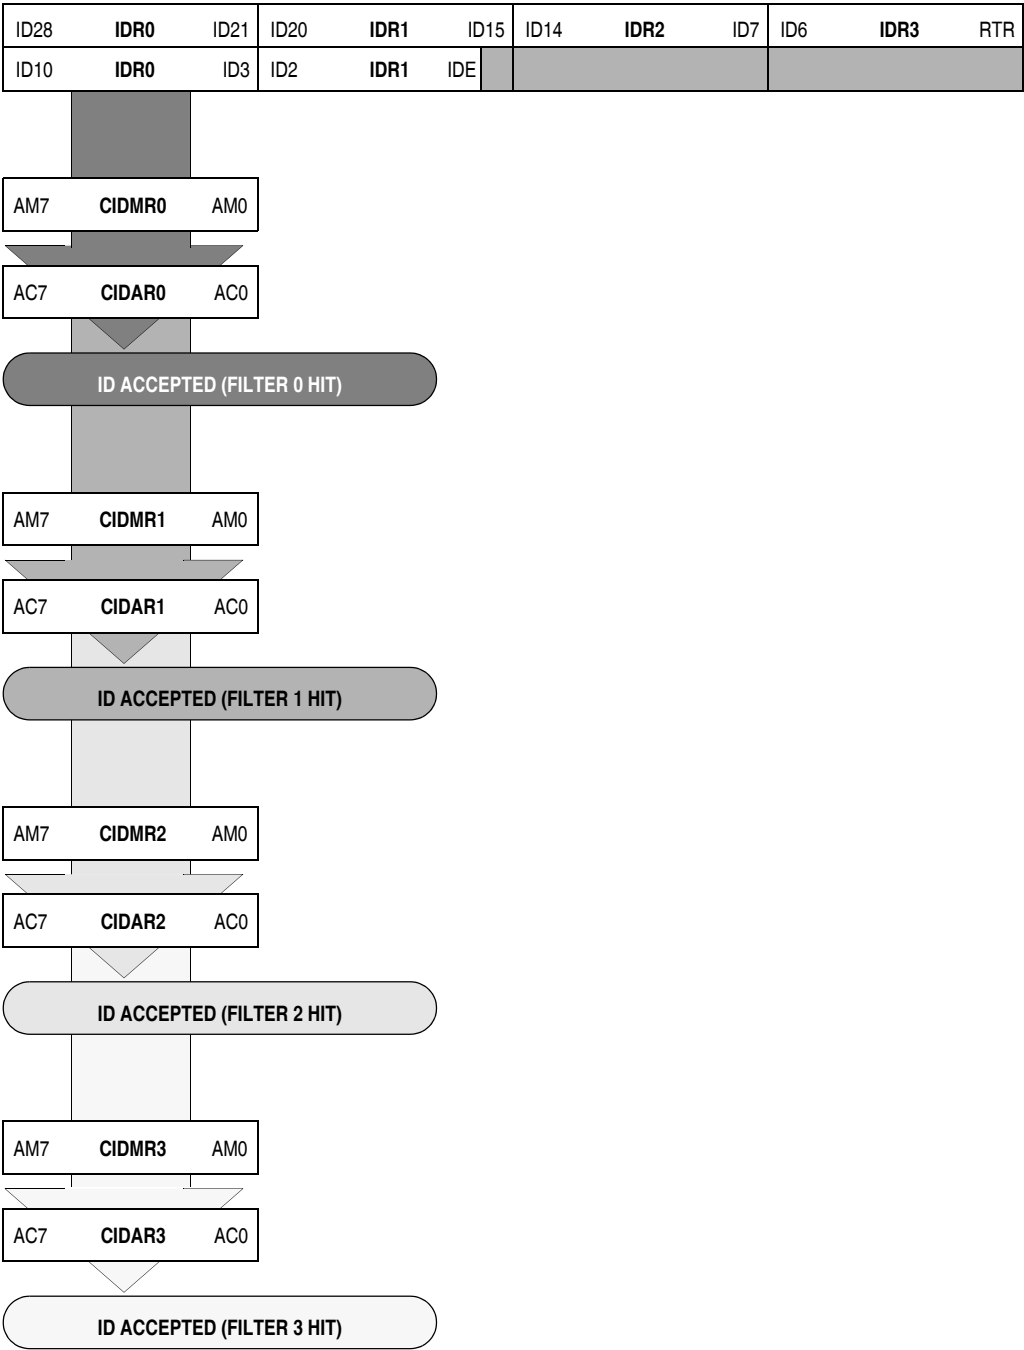 ID28 IDR0 ID21 ID20 IDR1 ID15 ID14 IDR2 ID7 ID6 IDR3 RTR
ID10 IDR0 ID3 ID2 IDR1 IDE
AM7 CIDMR0 AM0
AC7 CIDAR0 AC0
ID ACCEPTED (FILTER 0 HIT)
AM7 CIDMR1 AM0
AC7 CIDAR1 AC0
ID ACCEPTED (FILTER 1 HIT)
AM7 CIDMR2 AM0
AC7 CIDAR2 AC0
ID ACCEPTED (FILTER 2 HIT)
AM7 CIDMR3 AM0
AC7 CIDAR3 AC0
ID ACCEPTED (FILTER 3 HIT)